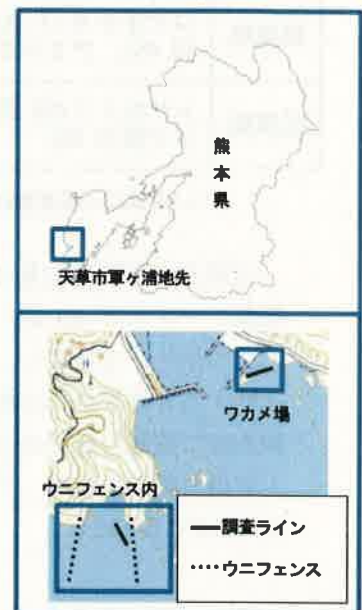 熊本県
天草市軍ヶ浦地先
ワカメ場
ウニフェンス内
調査ライン
ウニフェンス